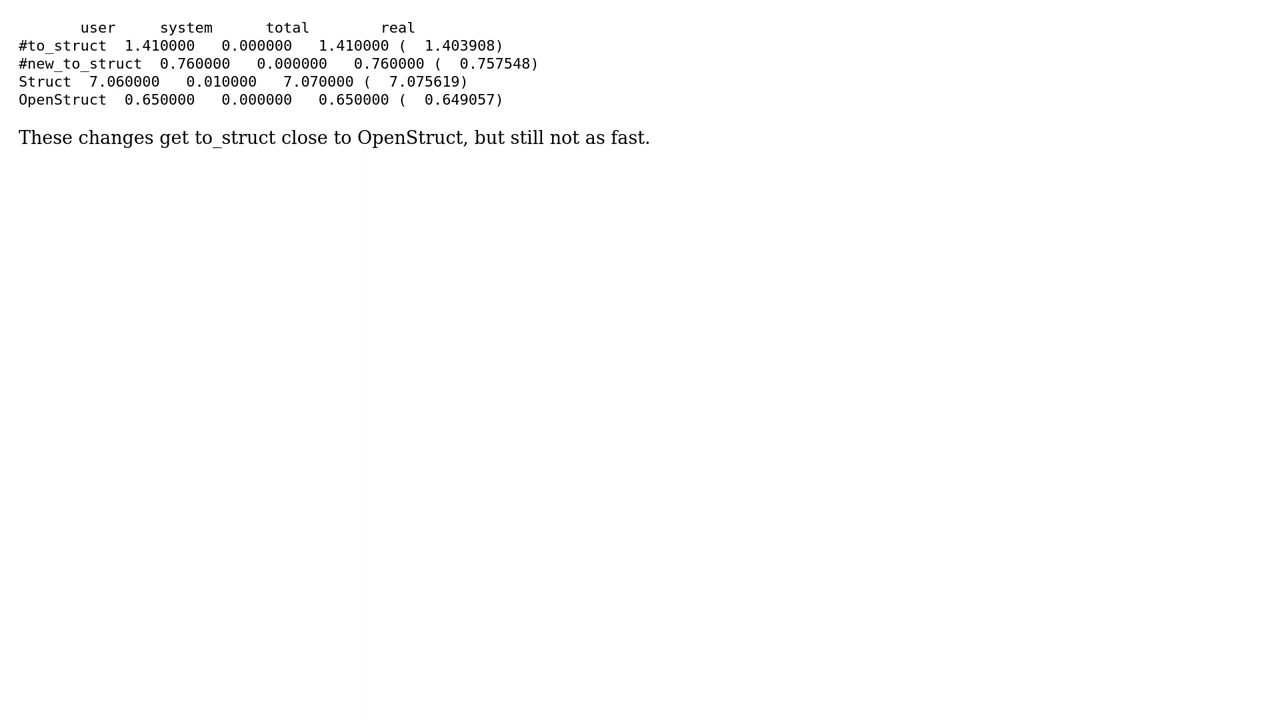 user     system      total        real
#to_struct  1.410000   0.000000   1.410000 (  1.403908)
#new_to_struct  0.760000   0.000000   0.760000 (  0.757548)
Struct  7.060000   0.010000   7.070000 (  7.075619)
OpenStruct  0.650000   0.000000   0.650000 (  0.649057)
These changes get to_struct close to OpenStruct, but still not as fast.